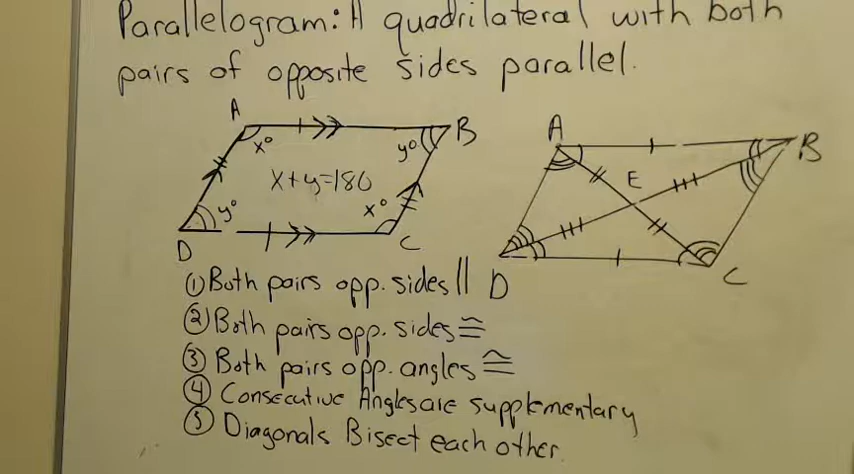 Parallelogram: A quadrilateral with both
pairs of opposite sides parallel.
A
B
x°
y°
x+y=180
y°
x°
D
C
A
B
E
D
C
① Both pairs opp. sides ||
② Both pairs opp. sides ≅
③ Both pairs opp. angles ≅
④ Consecutive Angles are supplementary
⑤ Diagonals Bisect each other.